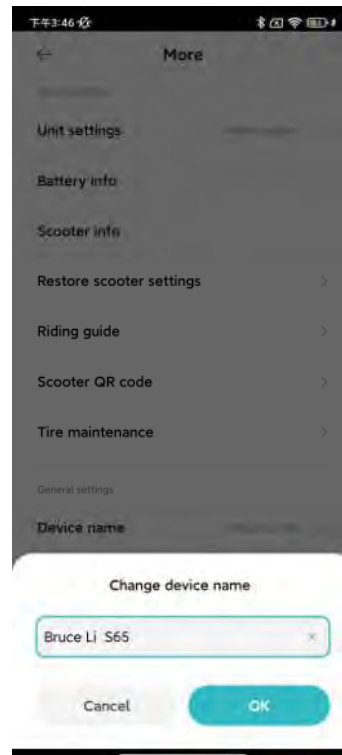 下午3:46
More
Unit settings
Battery info
Scooter info
Restore scooter settings
Riding guide
Scooter QR code
Tire maintenance
General settings
Device name
Change device name
Bruce Li S65
Cancel
OK